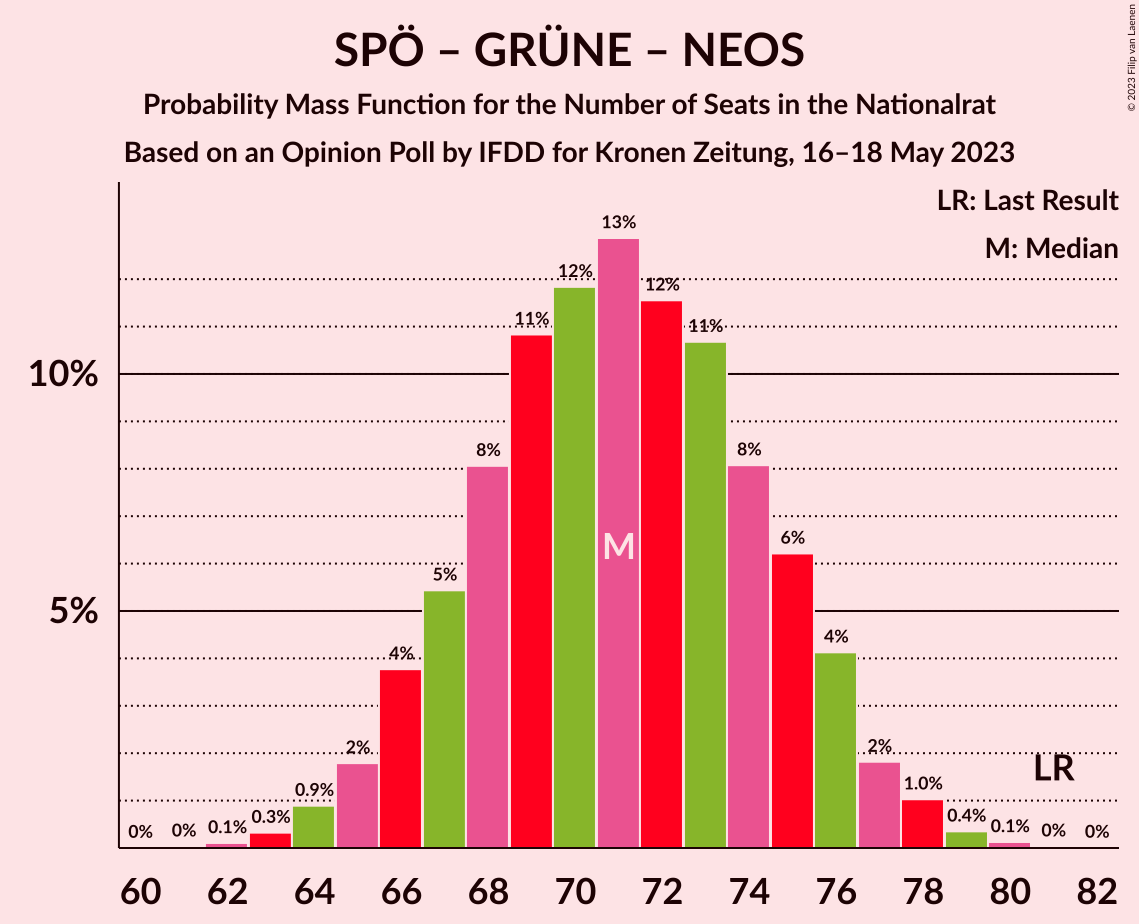 SPÖ – GRÜNE – NEOS
Probability Mass Function for the Number of Seats in the Nationalrat
Based on an Opinion Poll by IFDD for Kronen Zeitung, 16–18 May 2023
© 2023 Filip van Laenen
LR: Last Result
M: Median
10%
5%
0%
0%
0.1%
0.3%
0.9%
2%
4%
5%
8%
11%
12%
13%
12%
11%
8%
6%
4%
2%
1.0%
0.4%
0.1%
0%
0%
M
LR
60 62 64 66 68 70 72 74 76 78 80 82